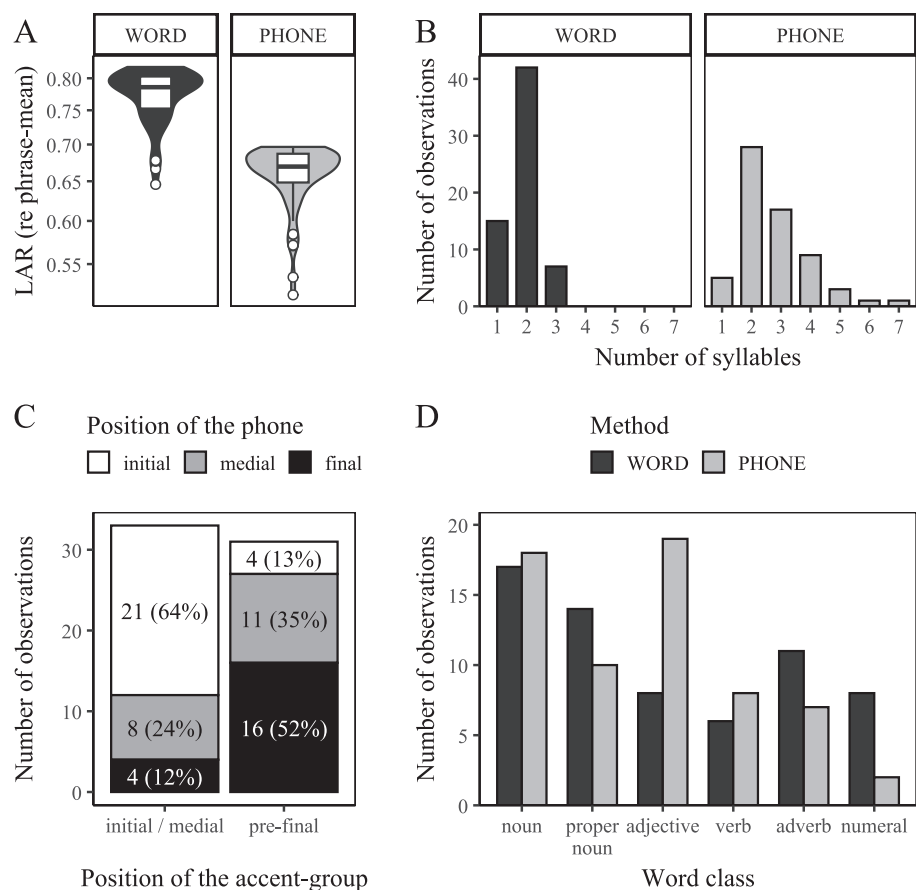 A
WORD
PHONE
LAR (re phrase-mean)
0.80
0.75
0.70
0.65
0.60
0.55
B
WORD
PHONE
Number of observations
40
30
20
10
0
1 2 3 4 5 6 7
1 2 3 4 5 6 7
Number of syllables
C
Position of the phone
initial medial final
Number of observations
30
20
10
0
21 (64%)
8 (24%)
4 (12%)
4 (13%)
11 (35%)
16 (52%)
initial / medial pre-final
Position of the accent-group
D
Method
WORD PHONE
Number of observations
20
15
10
5
0
noun proper adjective verb adverb numeral
noun
Word class